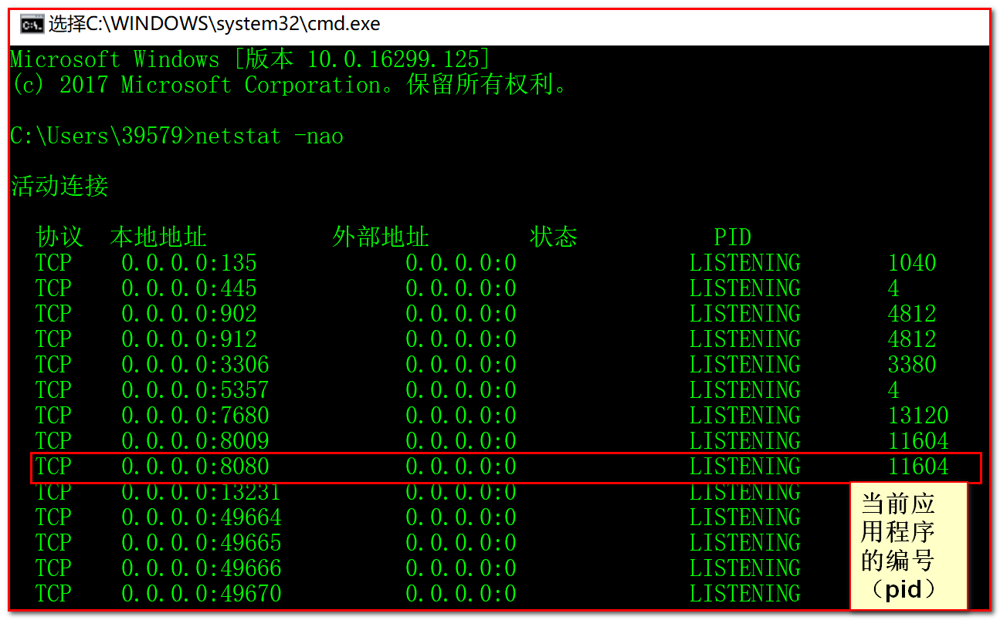 选择C:\WINDOWS\system32\cmd.exe
Microsoft Windows [版本 10.0.16299.125]
(c) 2017 Microsoft Corporation。保留所有权利。
C:\Users\39579>netstat -nao
活动连接
协议 本地地址 外部地址 状态 PID
TCP 0.0.0.0:135 0.0.0.0:0 LISTENING 1040
TCP 0.0.0.0:445 0.0.0.0:0 LISTENING 4
TCP 0.0.0.0:902 0.0.0.0:0 LISTENING 4812
TCP 0.0.0.0:912 0.0.0.0:0 LISTENING 4812
TCP 0.0.0.0:3306 0.0.0.0:0 LISTENING 3380
TCP 0.0.0.0:5357 0.0.0.0:0 LISTENING 4
TCP 0.0.0.0:7680 0.0.0.0:0 LISTENING 13120
TCP 0.0.0.0:8009 0.0.0.0:0 LISTENING 11604
TCP 0.0.0.0:8080 0.0.0.0:0 LISTENING 11604
TCP 0.0.0.0:13231 0.0.0.0:0 LISTENING
TCP 0.0.0.0:49664 0.0.0.0:0 LISTENING
TCP 0.0.0.0:49665 0.0.0.0:0 LISTENING
TCP 0.0.0.0:49666 0.0.0.0:0 LISTENING
TCP 0.0.0.0:49670 0.0.0.0:0 LISTENING
当前应
用程序
的编号
（pid）